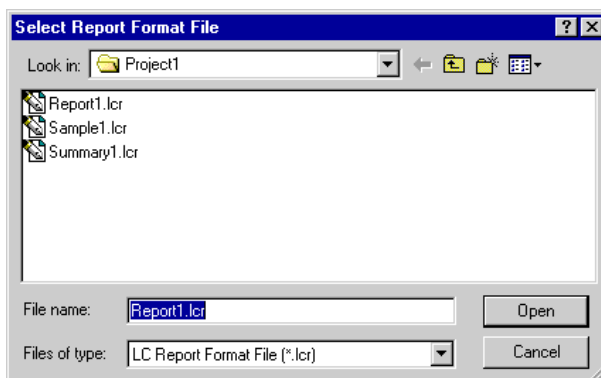 Select Report Format File
Look in: Project1
Report1.lcr
Sample1.lcr
Summary1.lcr
File name: Report1.lcr Open
Files of type: LC Report Format File (*.lcr) Cancel